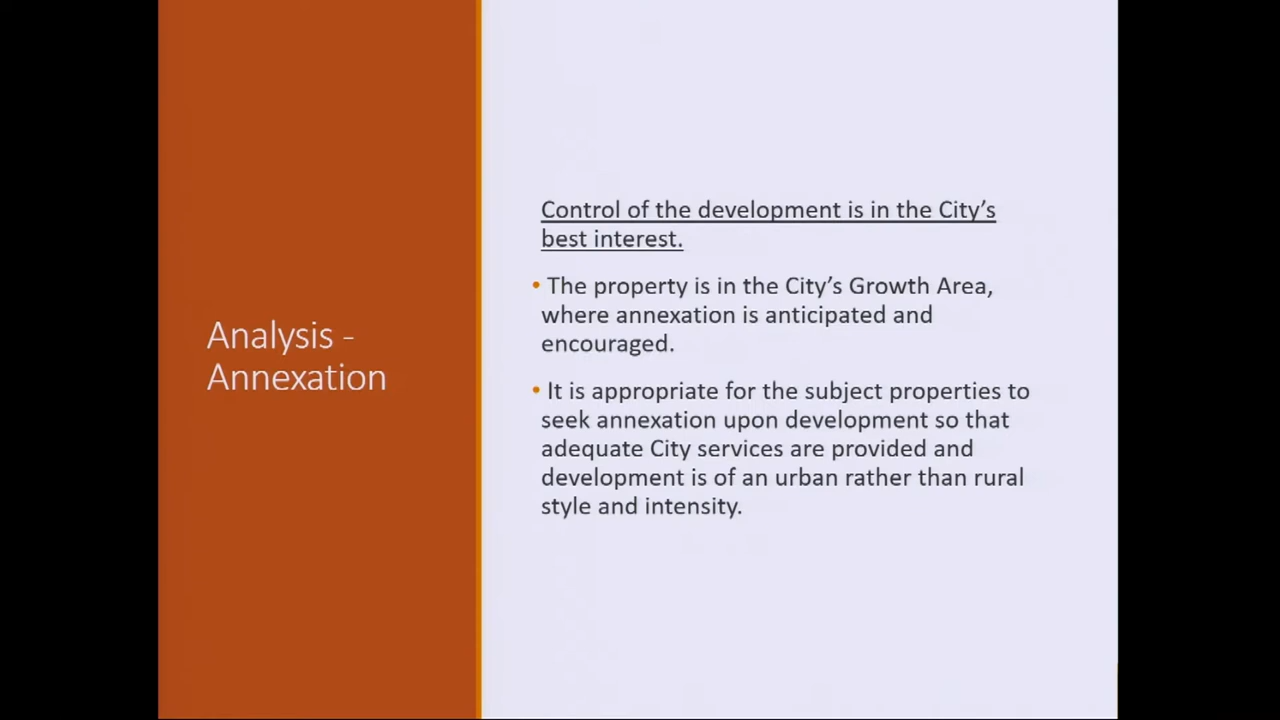 Analysis -
Annexation
Control of the development is in the City’s
best interest.
• The property is in the City’s Growth Area,
where annexation is anticipated and
encouraged.
• It is appropriate for the subject properties to
seek annexation upon development so that
adequate City services are provided and
development is of an urban rather than rural
style and intensity.